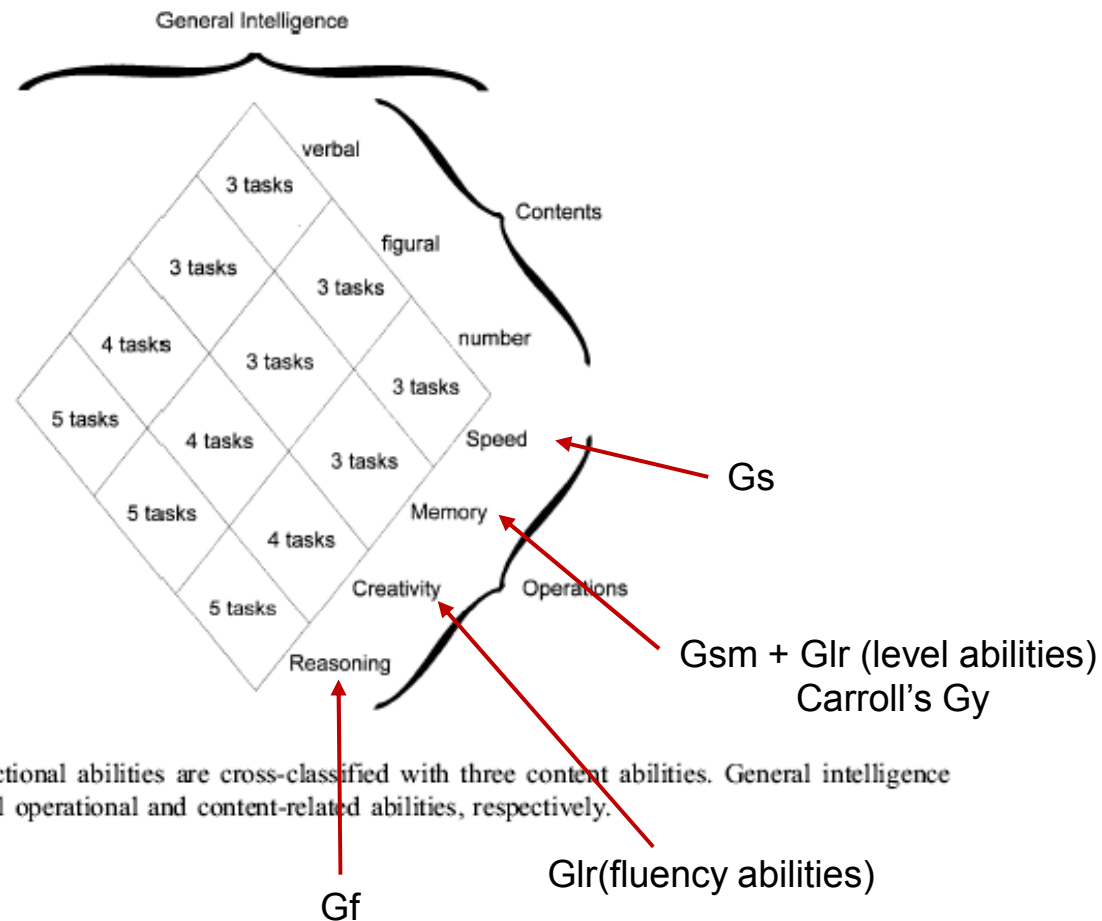 General Intelligence
verbal
3 tasks
Contents
figural
3 tasks
3 tasks
number
4 tasks
3 tasks
3 tasks
5 tasks
4 tasks
Speed
3 tasks
Gs
5 tasks
Memory
4 tasks
Creativity
Operations
5 tasks
Gsm + Glr (level abilities)
Carroll's Gy
Reasoning
ctional abilities are cross-classified with three content abilities. General intelligence
l operational and content-related abilities, respectively.
Glr(fluency abilities)
Gf